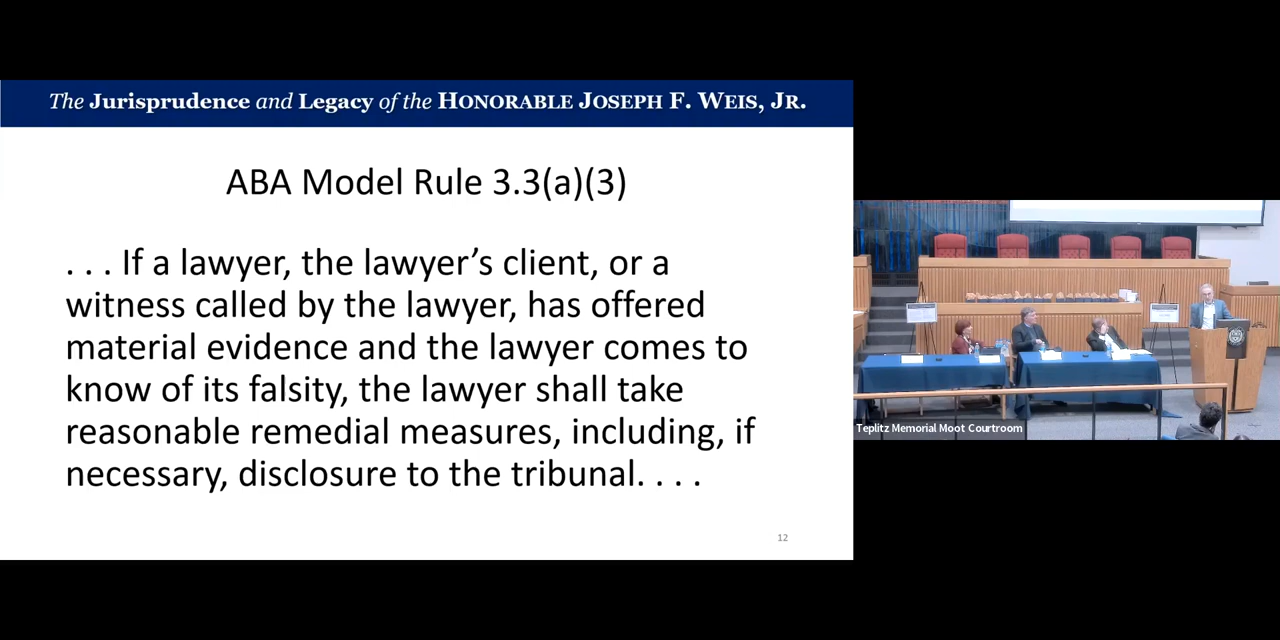 The Jurisprudence and Legacy of the HONORABLE JOSEPH F. WEIS, JR.
ABA Model Rule 3.3(a)(3)
. . . If a lawyer, the lawyer’s client, or a
witness called by the lawyer, has offered
material evidence and the lawyer comes to
know of its falsity, the lawyer shall take
reasonable remedial measures, including, if
necessary, disclosure to the tribunal. . . .
12
Teplitz Memorial Moot Courtroom